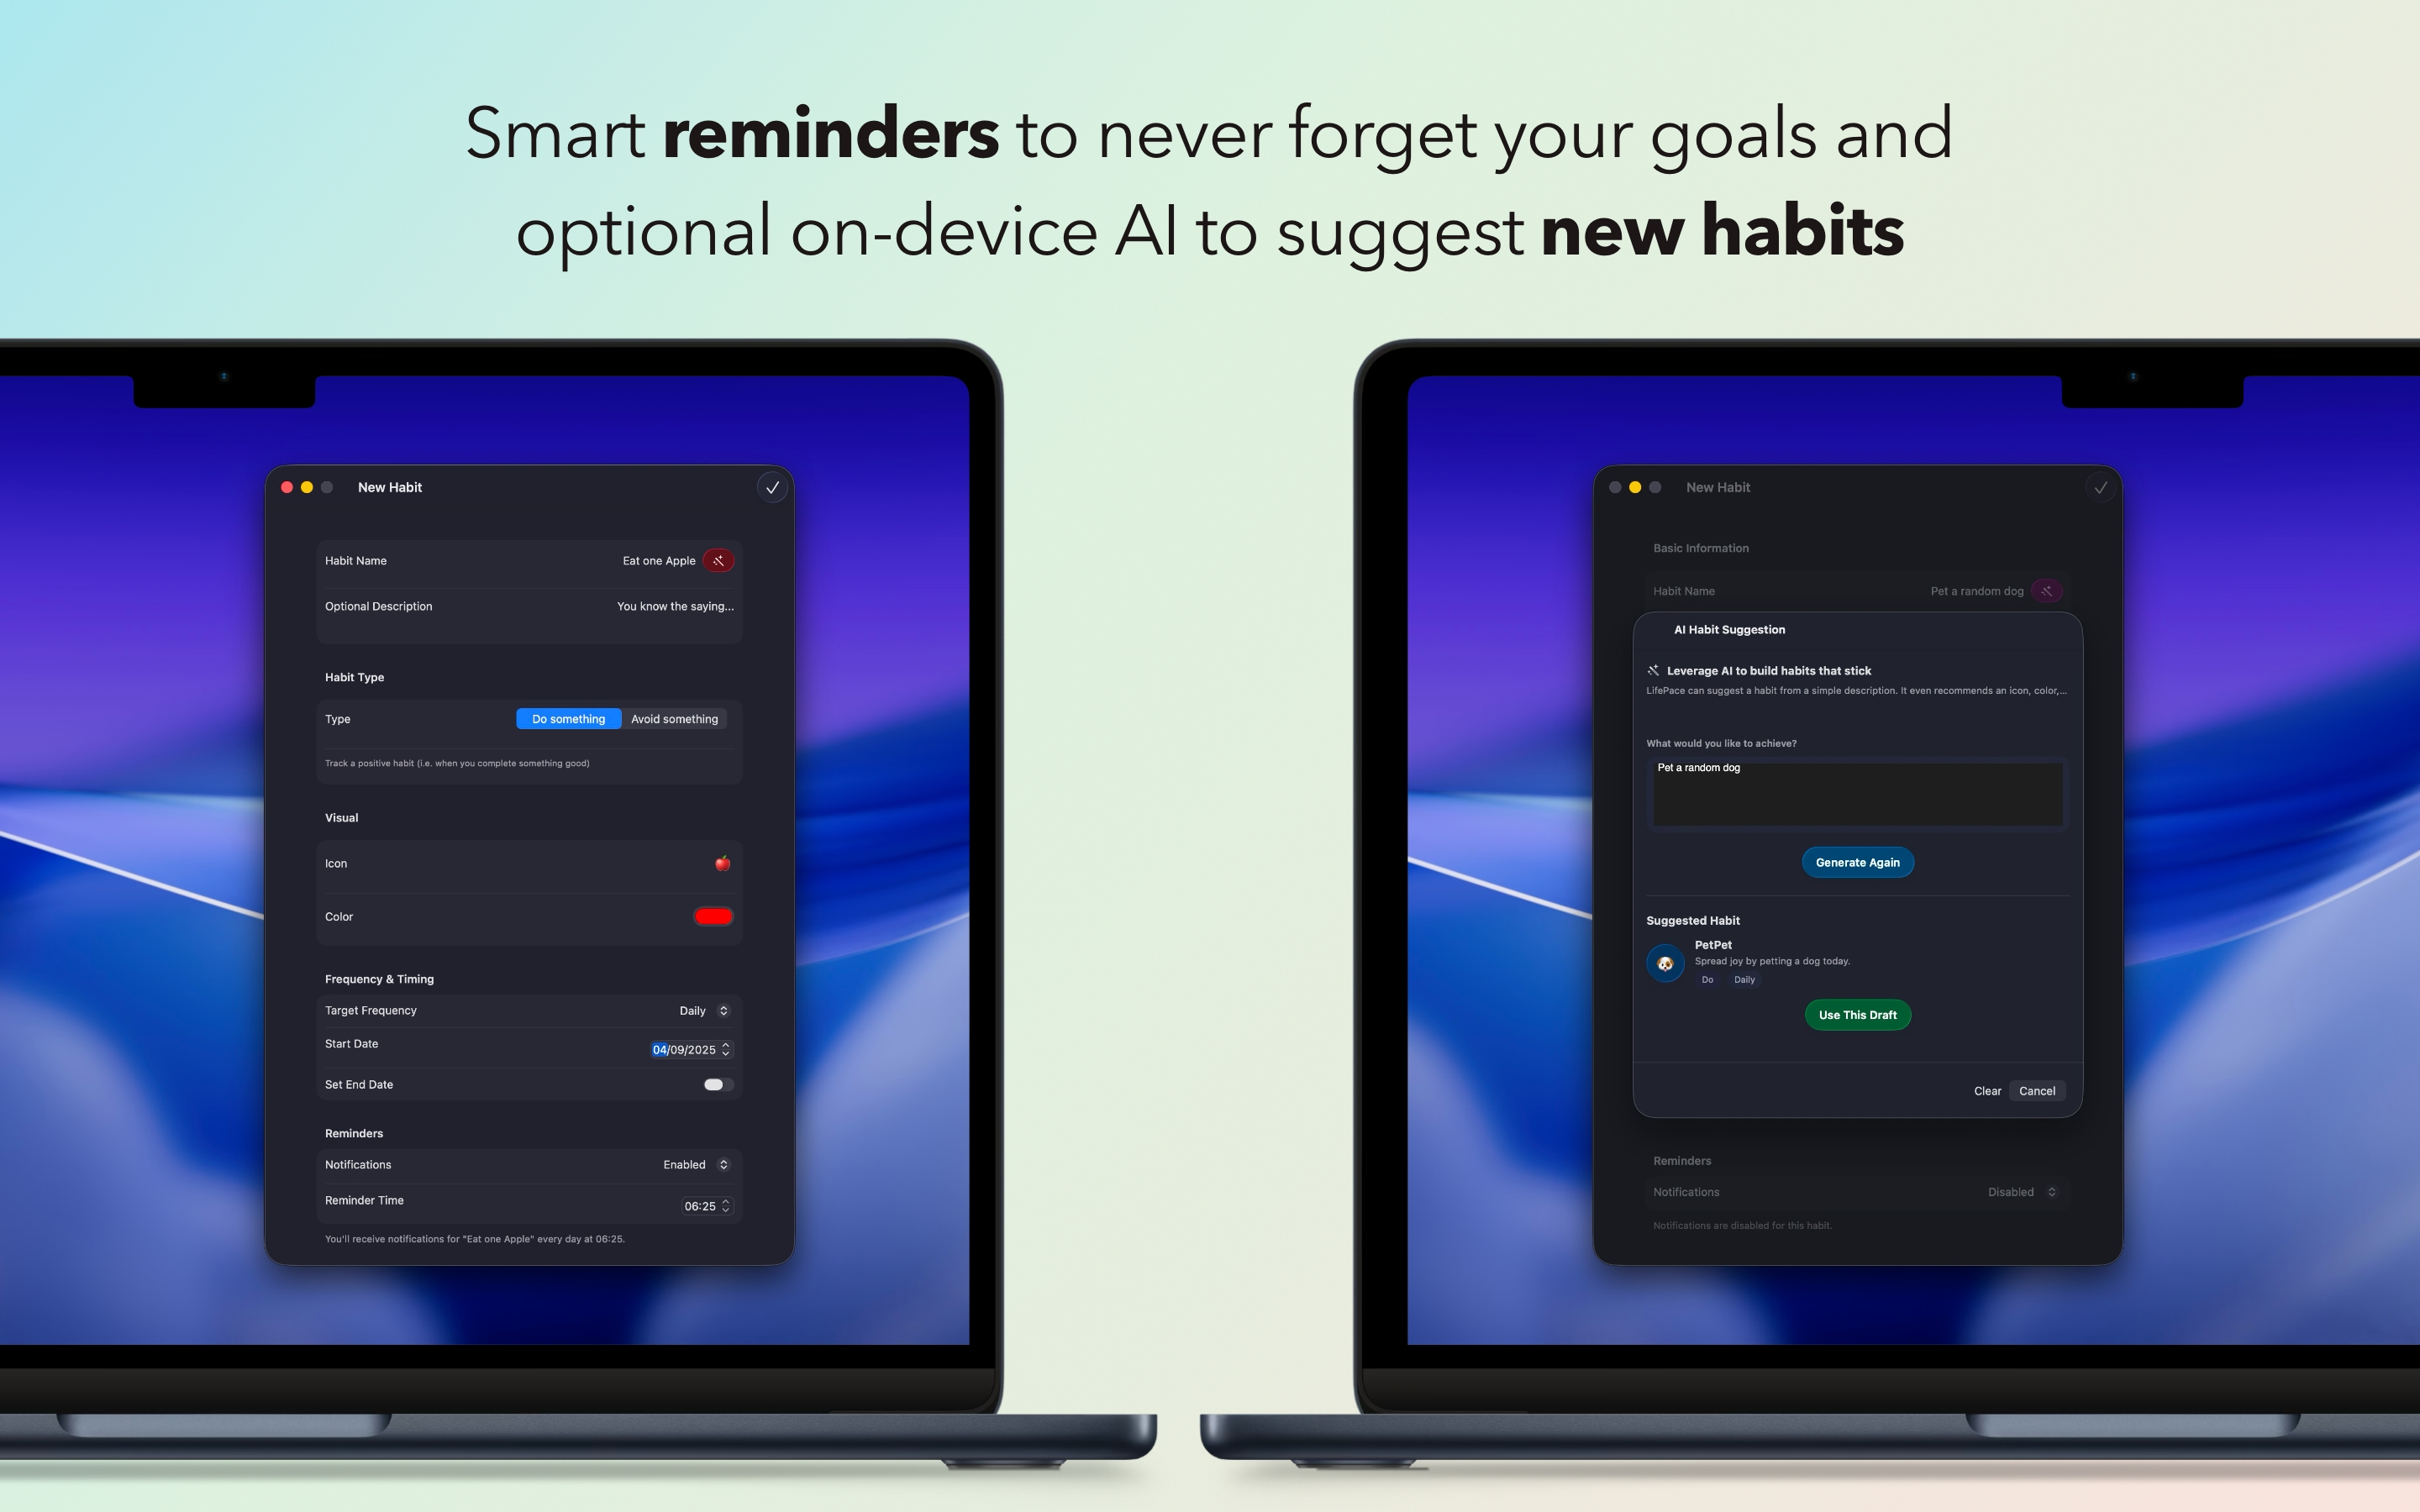 Smart reminders to never forget your goals and
optional on-device AI to suggest new habits
New Habit
Habit Name
Eat one Apple
Optional Description
You know the saying...
Habit Type
Type
Do something
Avoid something
Track a positive habit (i.e. when you complete something good)
Visual
Icon
Color
Frequency & Timing
Target Frequency
Daily
Start Date
04/09/2025
Set End Date
Reminders
Notifications
Enabled
Reminder Time
06:25
You'll receive notifications for "Eat one Apple" every day at 06:25.
New Habit
Basic Information
Habit Name
Pet a random dog
AI Habit Suggestion
Leverage AI to build habits that stick
LifePace can suggest a habit from a simple description. It even recommends an icon, color,...
What would you like to achieve?
Pet a random dog
Generate Again
Suggested Habit
PetPet
Spread joy by petting a dog today.
Do
Daily
Use This Draft
Clear
Cancel
Reminders
Notifications
Disabled
Notifications are disabled for this habit.